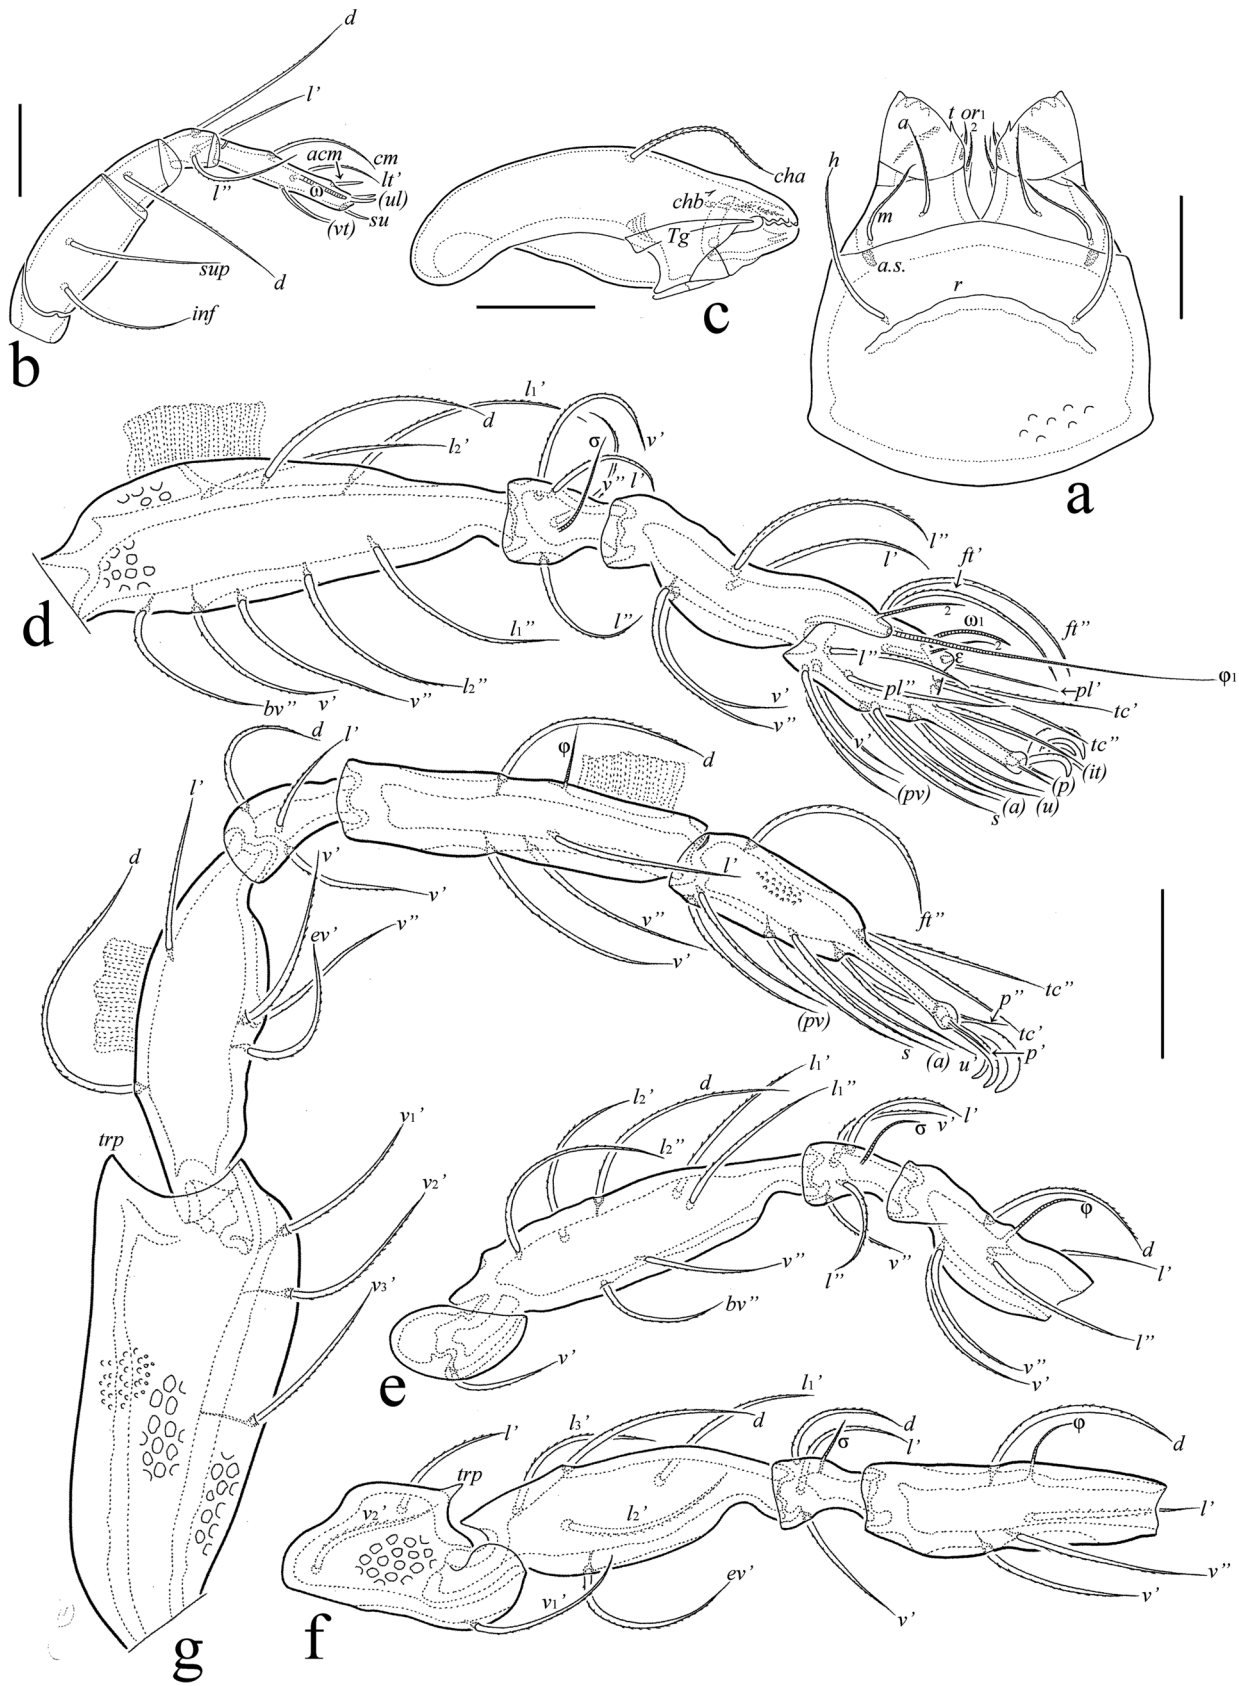 d
l’
acm
cm
lt’
l”
ω
(ul)
su
(vt)
sup
d
inf
b
cha
chb
Tg
c
a
t or1
2
h
m
a.s.
r
a
l1’
d
l2’
σ
v’
v” l’
l”
l’
ft’
2
ω1
ft”
2
l”
ε
φ1
pl”
←pl’
tc’
l1”
l”
l2”
v”
v’
bv”
v’
v”
v’
tc”
(it)
(p)
(pv)
(u)
(a)
s
d
d
l’
φ
d
l’
d
v’
v’
l’
ev’
v”
v”
v’
ft”
tc”
p”
(pv)
tc’
s
(a)
u’
p’
trp
v1’
v2’
v3’
g
l1’
d
l2’
l1”
l2”
l’
σ
v’
φ
d
l’
v”
v”
l”
bv”
l”
v”
v’
v’
e
l1’
l’
l3’
d
d
φ
l’
σ
d
trp
v2’
l2’
l’
v”
ev’
v1’
v’
v’
f